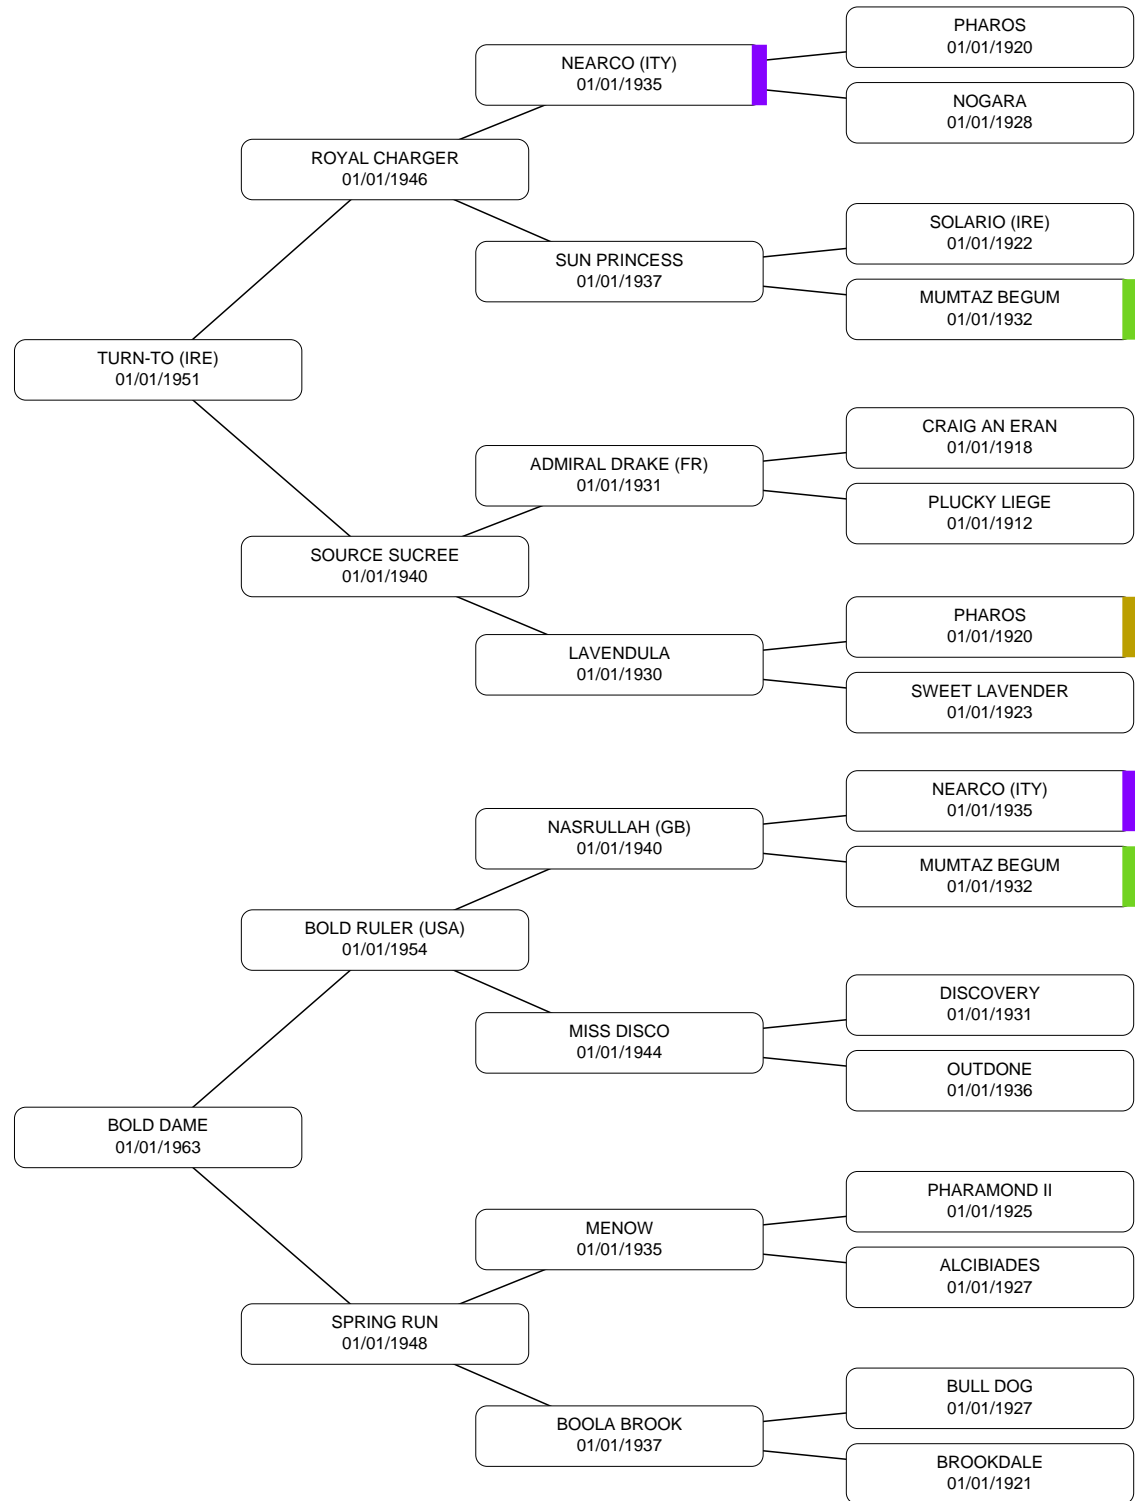 PHAROS
01/01/1920
NEARCO (ITY)
01/01/1935
NOGARA
01/01/1928
ROYAL CHARGER
01/01/1946
SOLARIO (IRE)
01/01/1922
SUN PRINCESS
01/01/1937
MUMTAZ BEGUM
01/01/1932
TURN-TO (IRE)
01/01/1951
CRAIG AN ERAN
01/01/1918
ADMIRAL DRAKE (FR)
01/01/1931
PLUCKY LIEGE
01/01/1912
SOURCE SUCREE
01/01/1940
PHAROS
01/01/1920
LAVENDULA
01/01/1930
SWEET LAVENDER
01/01/1923
NEARCO (ITY)
01/01/1935
NASRULLAH (GB)
01/01/1940
MUMTAZ BEGUM
01/01/1932
BOLD RULER (USA)
01/01/1954
DISCOVERY
01/01/1931
MISS DISCO
01/01/1944
OUTDONE
01/01/1936
BOLD DAME
01/01/1963
PHARAMOND II
01/01/1925
MENOW
01/01/1935
ALCIBIADES
01/01/1927
SPRING RUN
01/01/1948
BULL DOG
01/01/1927
BOOLA BROOK
01/01/1937
BROOKDALE
01/01/1921